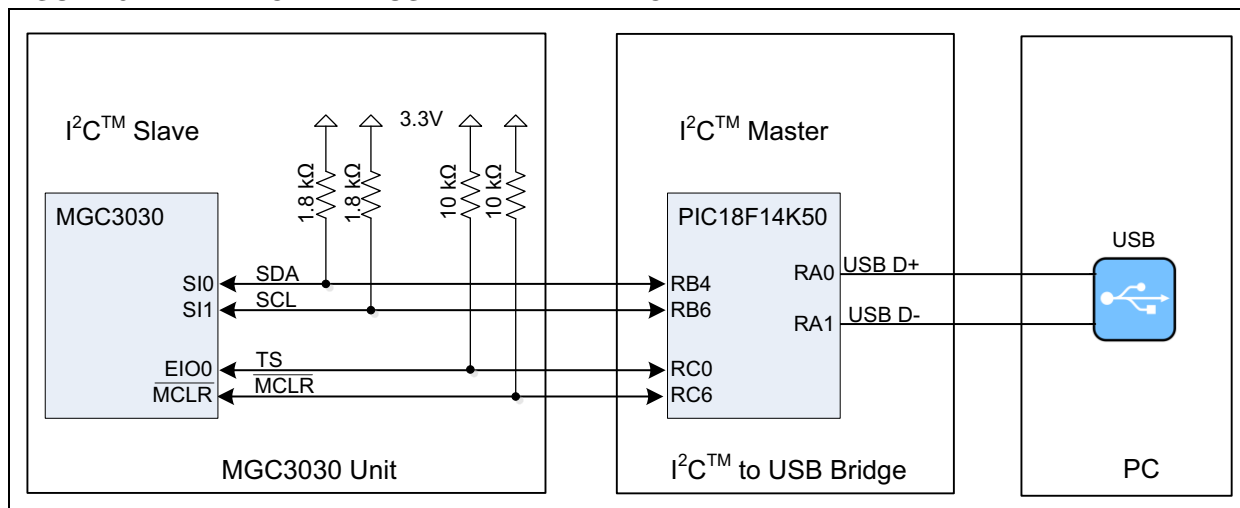 I²C™ Slave
3.3V
1.8 kΩ
1.8 kΩ
10 kΩ
10 kΩ
MGC3030
SI0
SDA
SI1
SCL
EIO0
TS
MCLR
MCLR
MGC3030 Unit
I²C™ Master
PIC18F14K50
RB4
RB6
RC0
RC6
RA0
USB D+
RA1
USB D-
I²C™ to USB Bridge
USB
PC